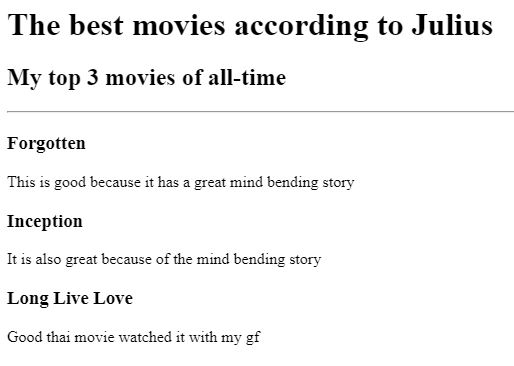 The best movies according to Julius
My top 3 movies of all-time
Forgotten
This is good because it has a great mind bending story
Inception
It is also great because of the mind bending story
Long Live Love
Good thai movie watched it with my gf